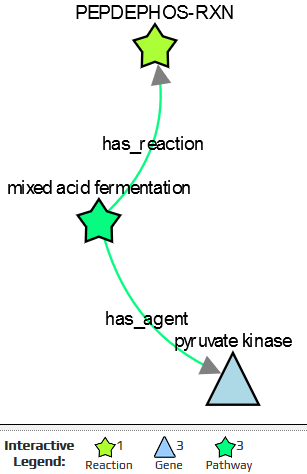 PEPDEPHOS-RXN
has_reaction
mixed acid fermentation
has_agent
pyruvate kinase
Interactive Legend:
1 Reaction
3 Gene
3 Pathway